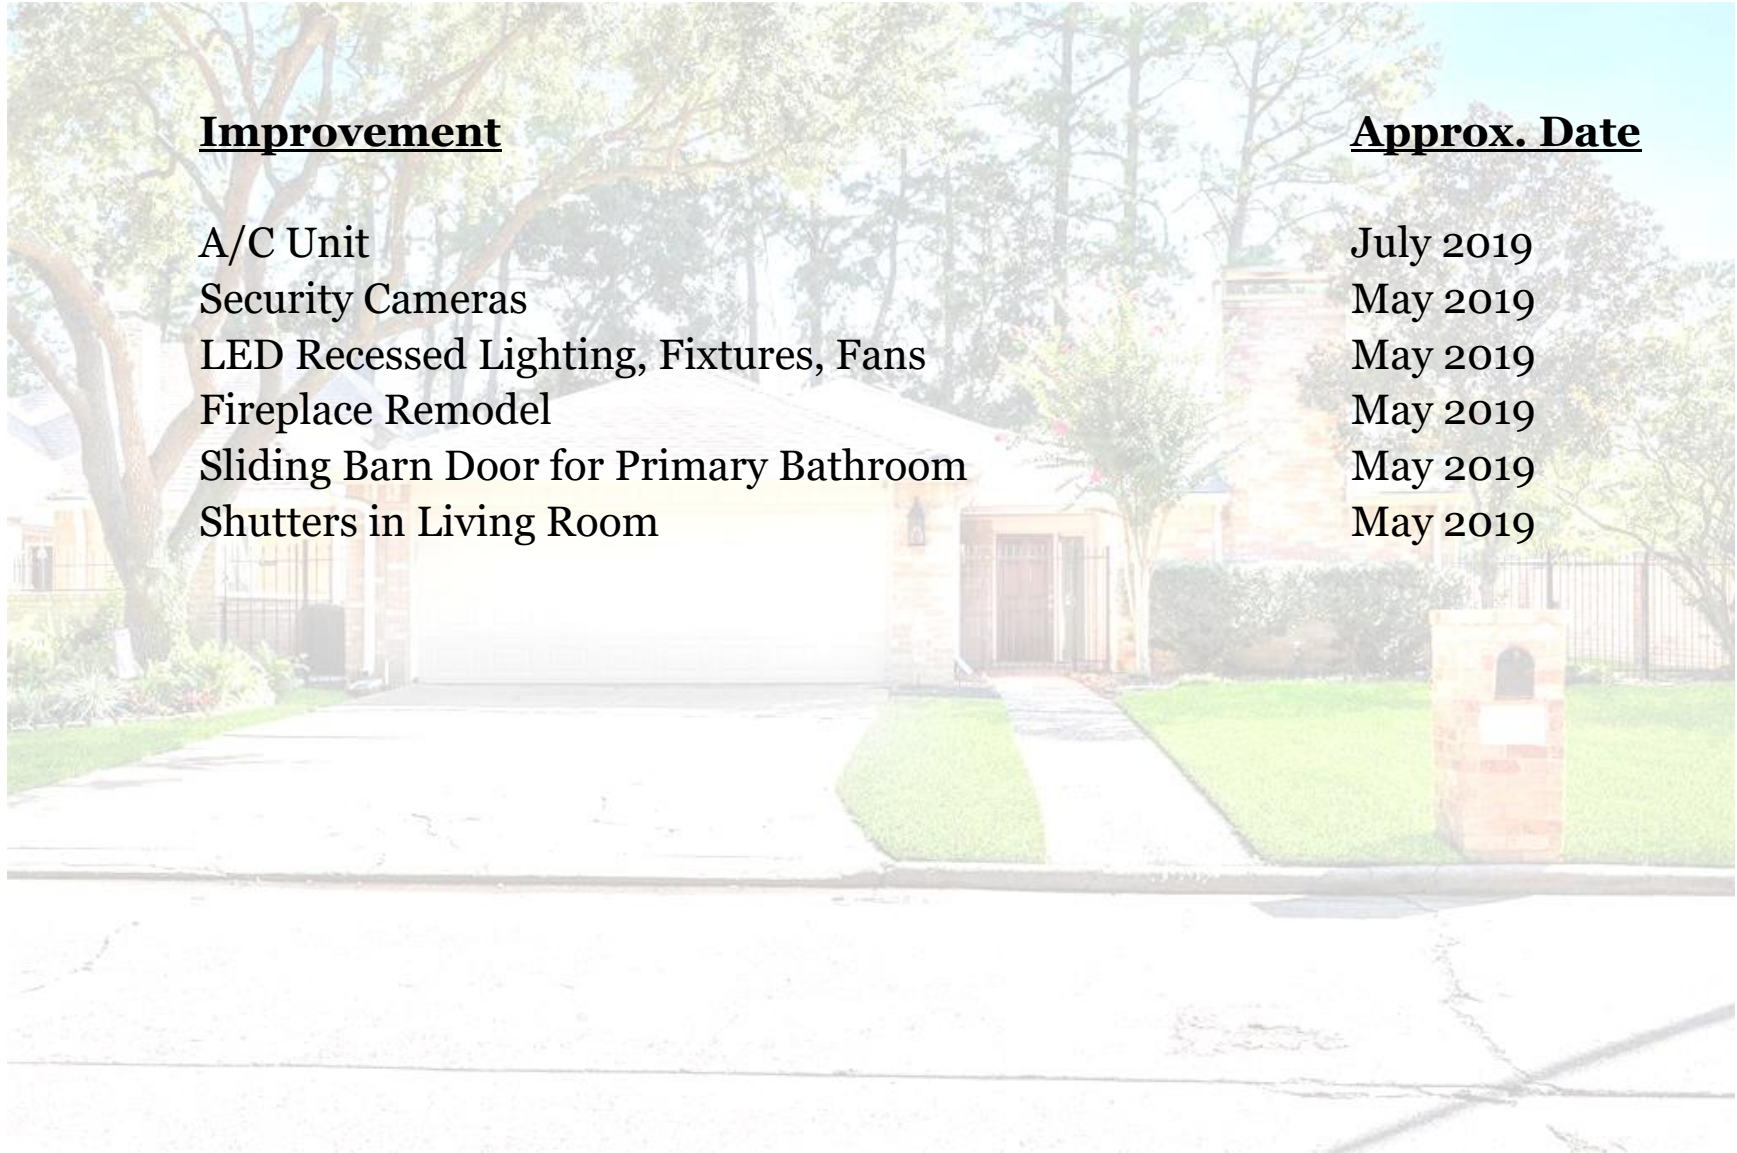 Improvement Approx. Date
A/C Unit July 2019
Security Cameras May 2019
LED Recessed Lighting, Fixtures, Fans May 2019
Fireplace Remodel May 2019
Sliding Barn Door for Primary Bathroom May 2019
Shutters in Living Room May 2019